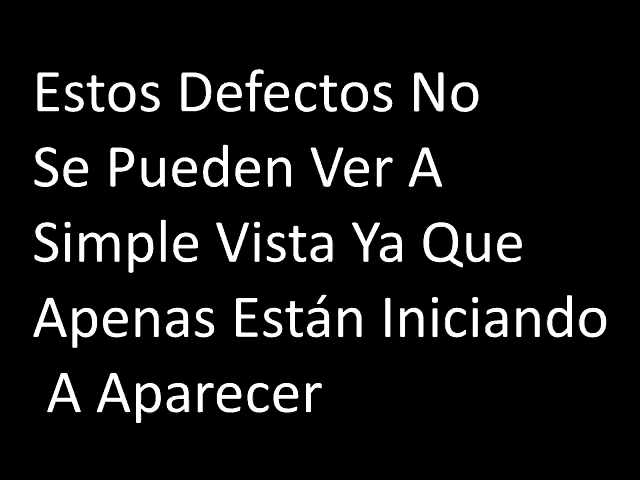 Estos Defectos No
Se Pueden Ver A
Simple Vista Ya Que
Apenas Están Iniciando
A Aparecer